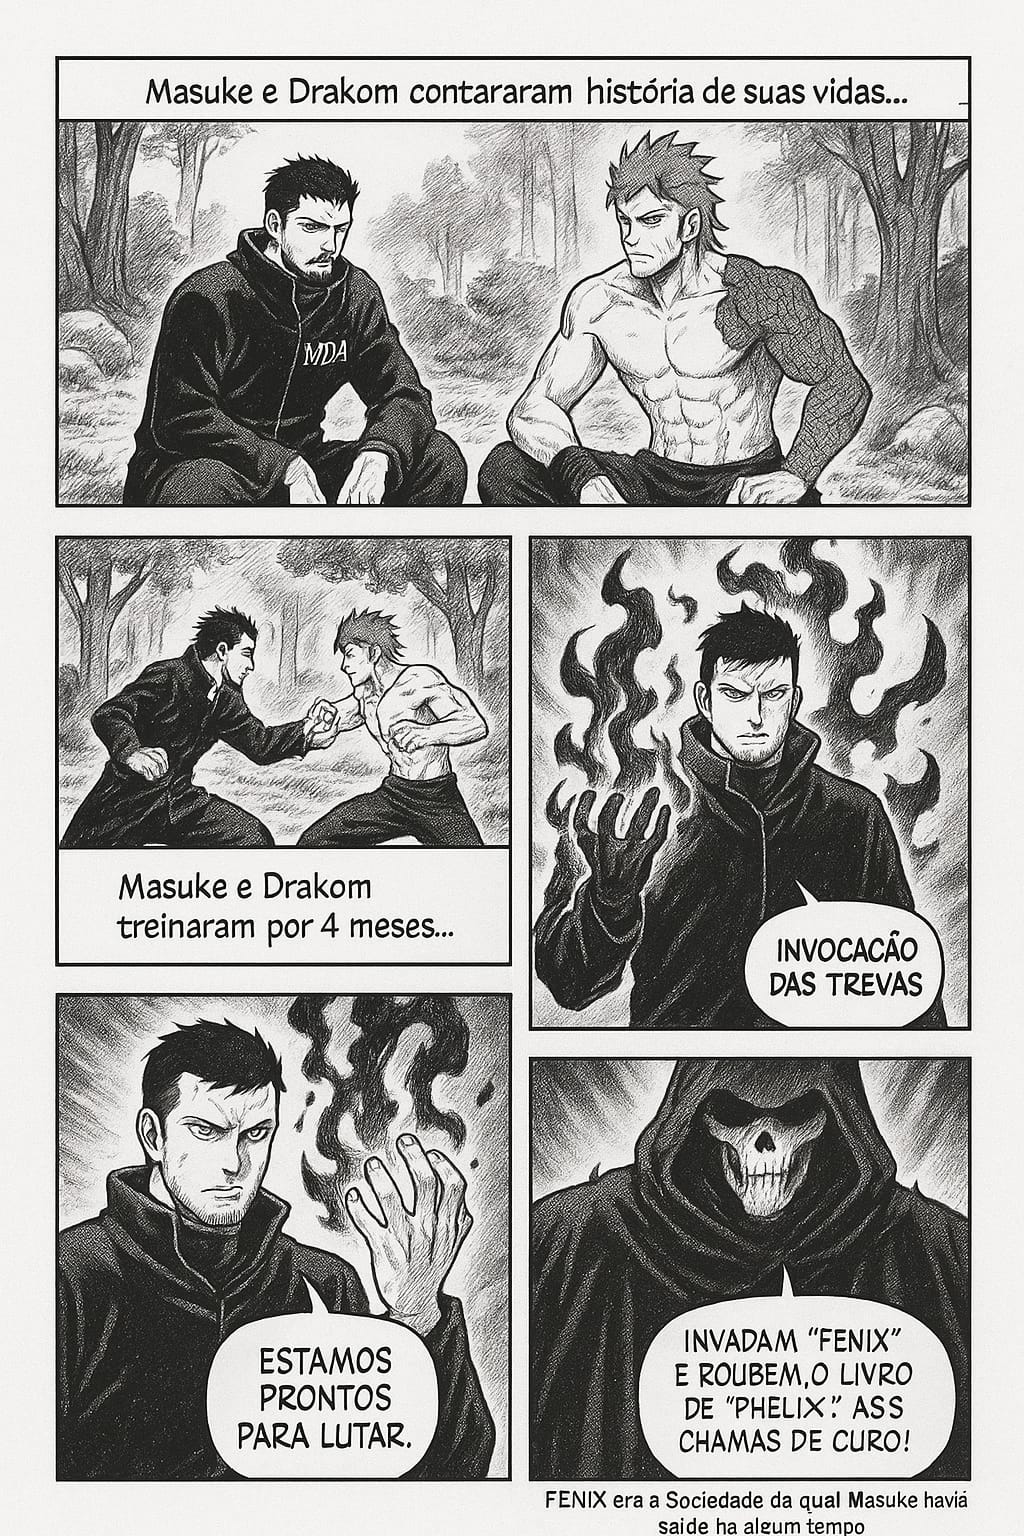 Masuke e Drakom contararam história de suas vidas...
MDA
Masuke e Drakom
treinaram por 4 meses...
INVOCACÃO
DAS TREVAS
ESTAMOS
PRONTOS
PARA LUTAR.
INVADAM "FENIX"
E ROUBEM,O LIVRO
DE "PHELIX." ASS
CHAMAS DE CURO!
FENIX era a Sociedade da qual Masuke haviá
saide ha algum tempo